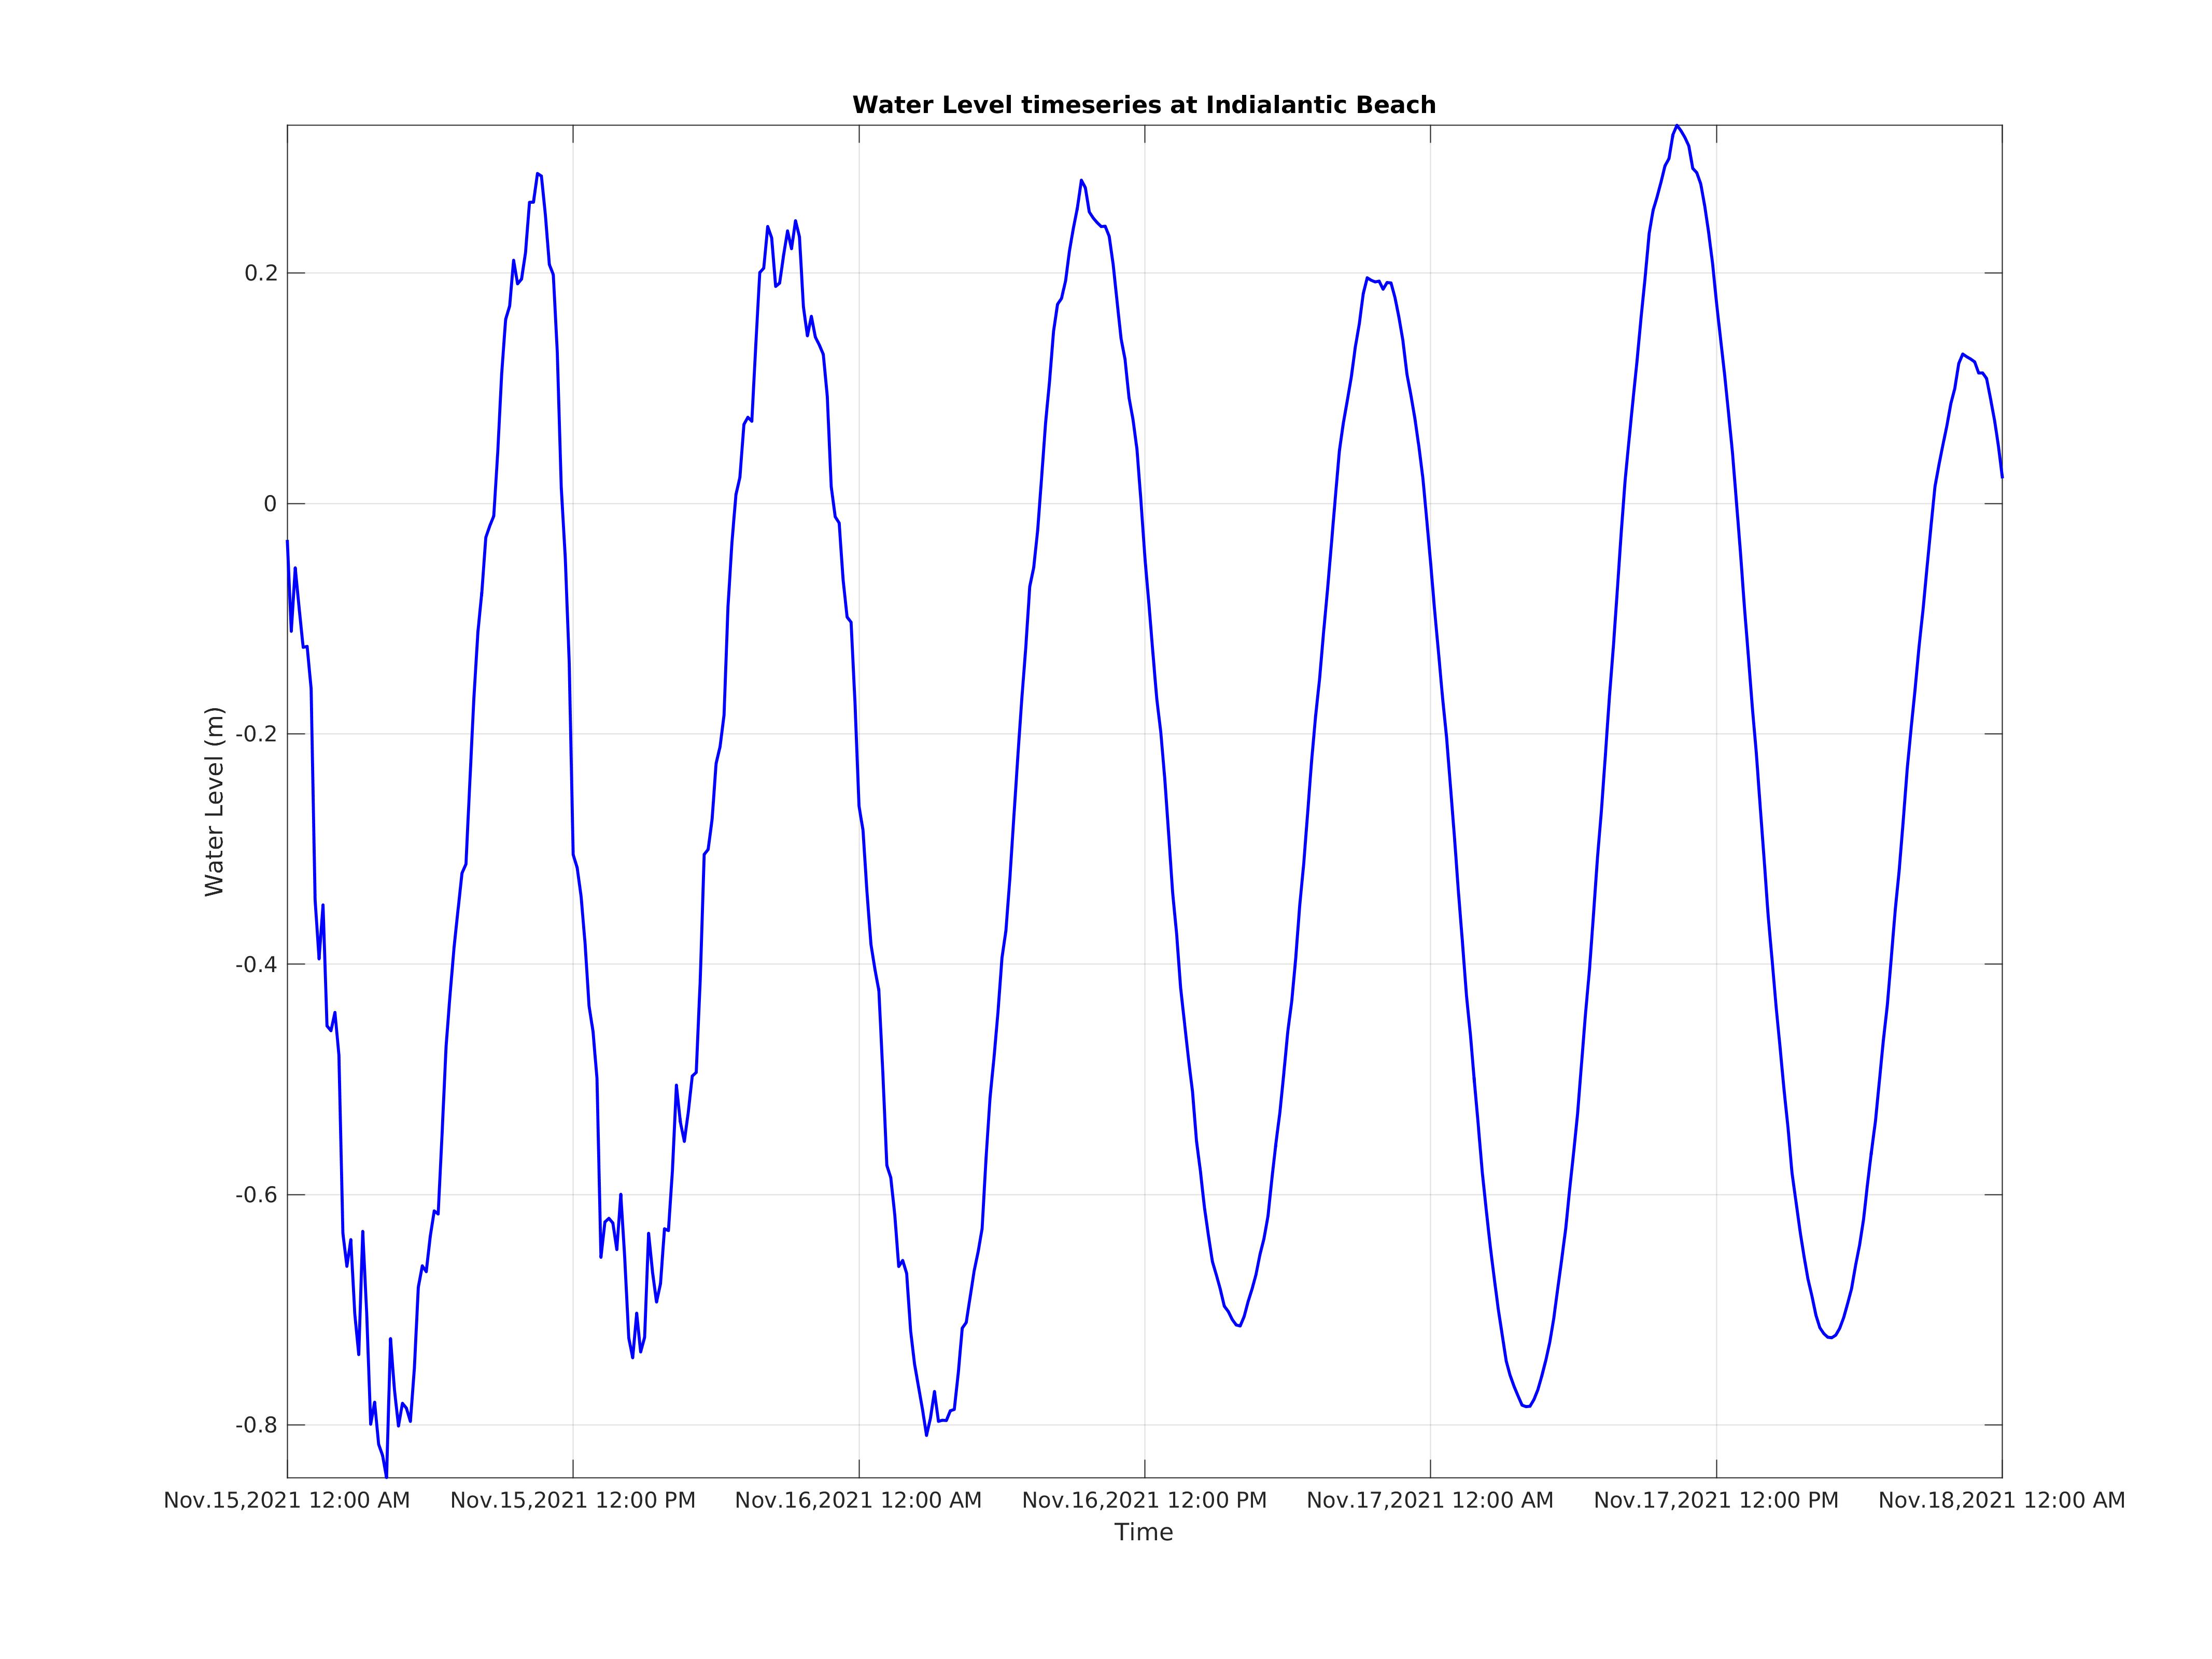 Water Level timeseries at Indialantic Beach
0.2
0
-0.2
-0.4
-0.6
-0.8
Water Level (m)
Nov.15,2021 12:00 AM
Nov.15,2021 12:00 PM
Nov.16,2021 12:00 AM
Nov.16,2021 12:00 PM
Nov.17,2021 12:00 AM
Nov.17,2021 12:00 PM
Nov.18,2021 12:00 AM
Time